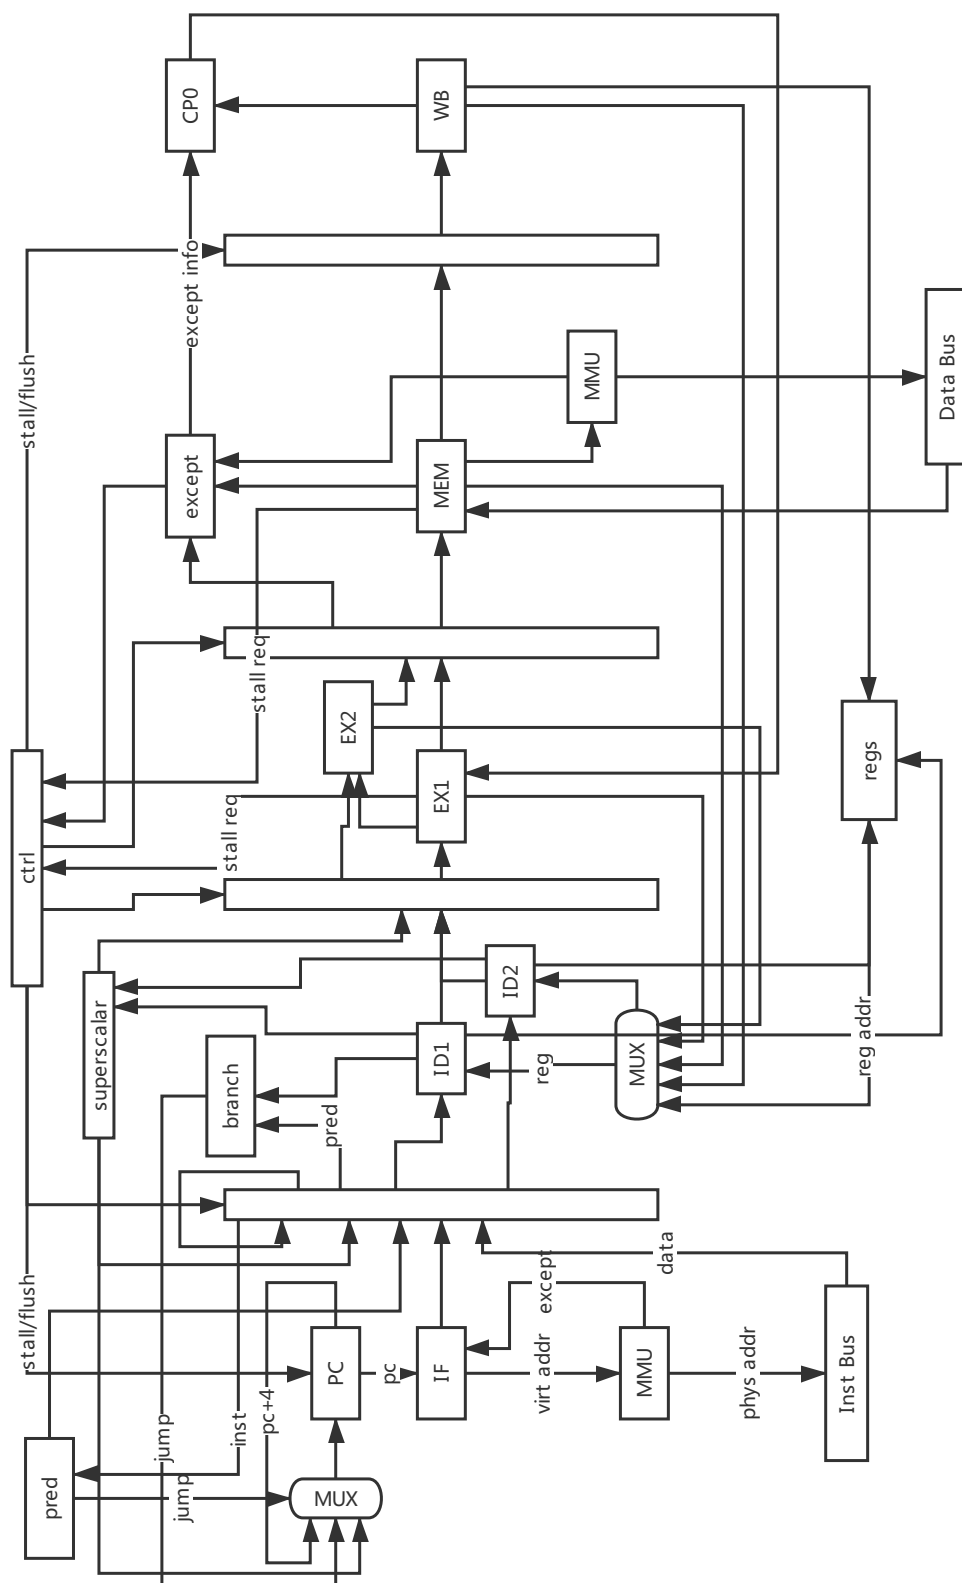 CP0
WB
except info
stall/flush
MMU
Data Bus
except
MEM
stall req
EX2
EX1
regs
stall req
ctrl
superscalar
ID2
ID1
branch
MUX
reg
reg addr
pred
data
except
stall/flush
PC
pc
IF
virt addr
MMU
phys addr
Inst Bus
pc+4
inst
jump
pred
jump
MUX